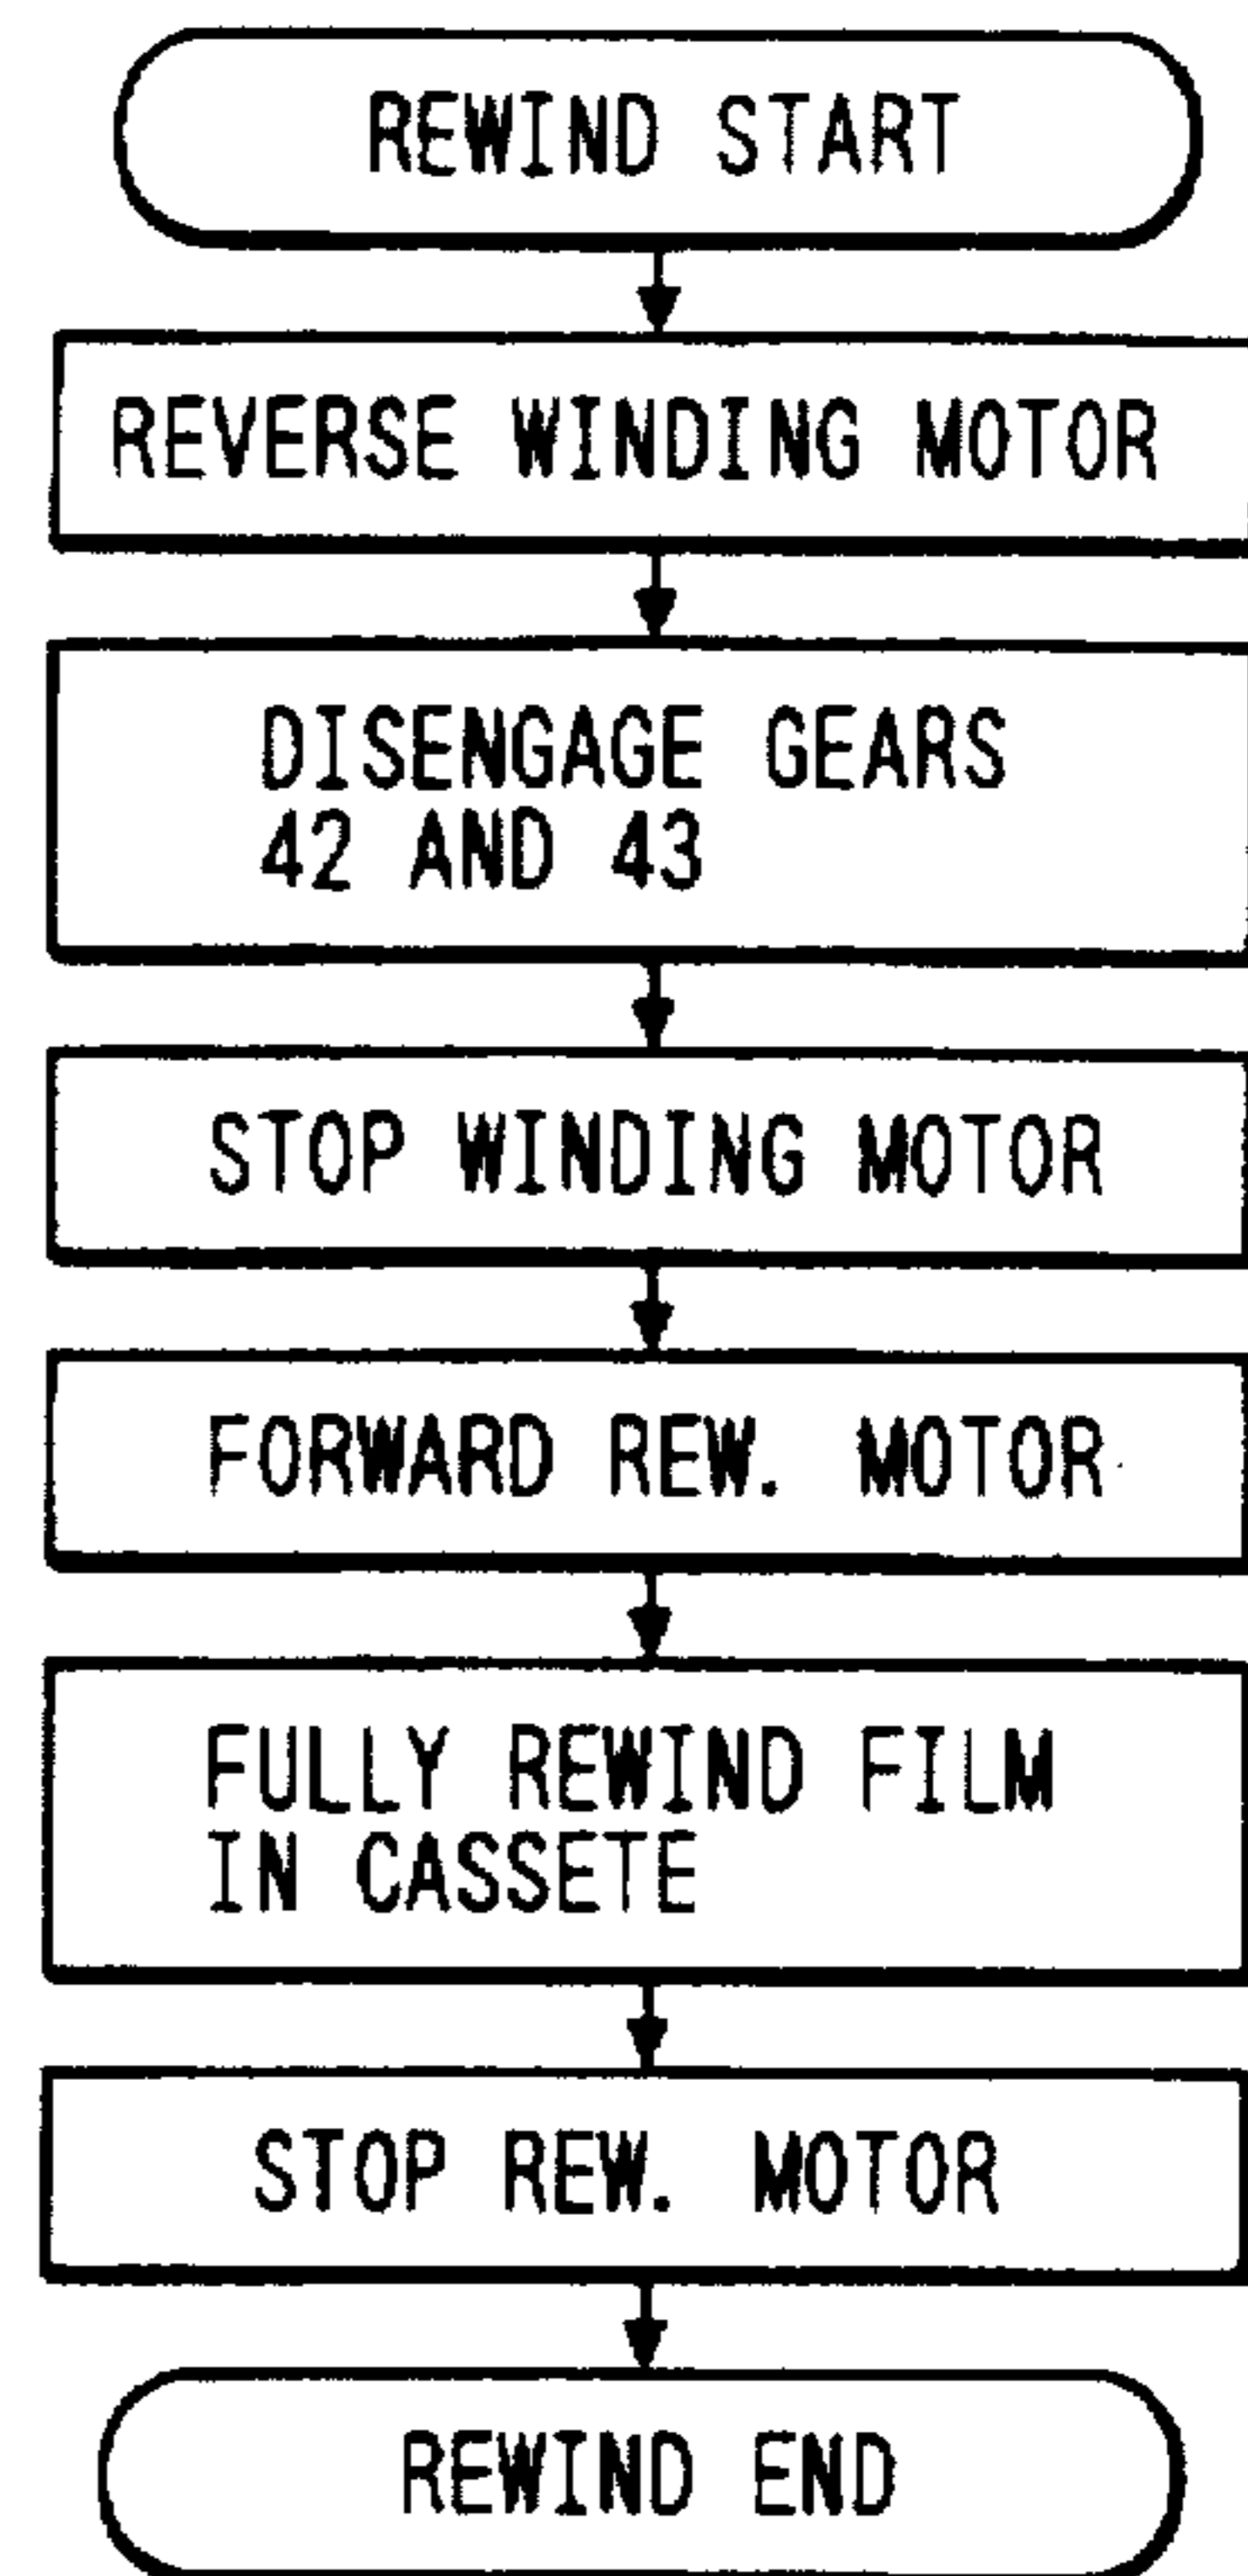 REWIND START
REVERSE WINDING MOTOR
DISENGAGE GEARS
42 AND 43
STOP WINDING MOTOR
FORWARD REW. MOTOR
FULLY REWIND FILM
IN CASSETE
STOP REW. MOTOR
REWIND END